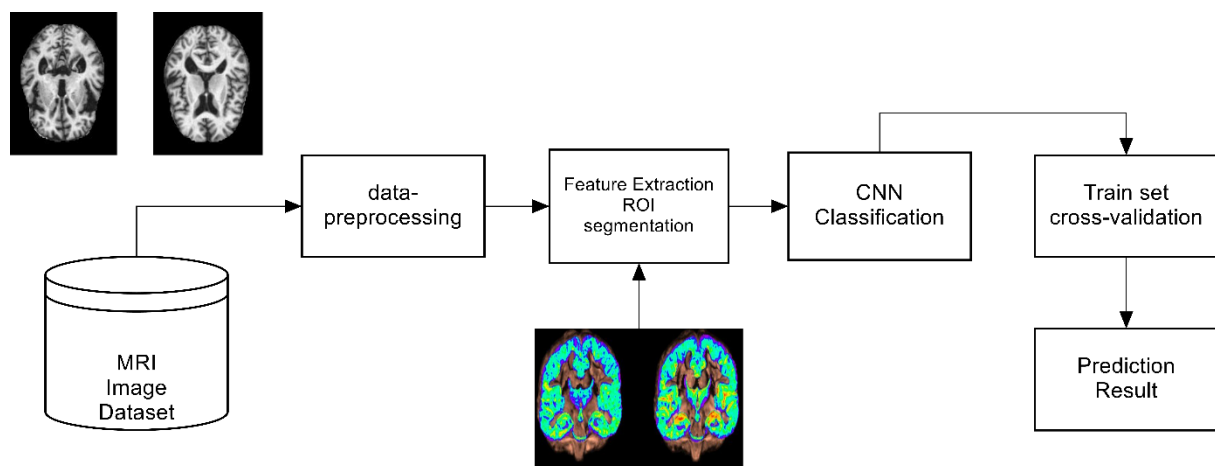 data-
preprocessing
Feature Extraction
ROI
segmentation
CNN
Classification
Train set
cross-validation
MRI
Image
Dataset
Prediction
Result